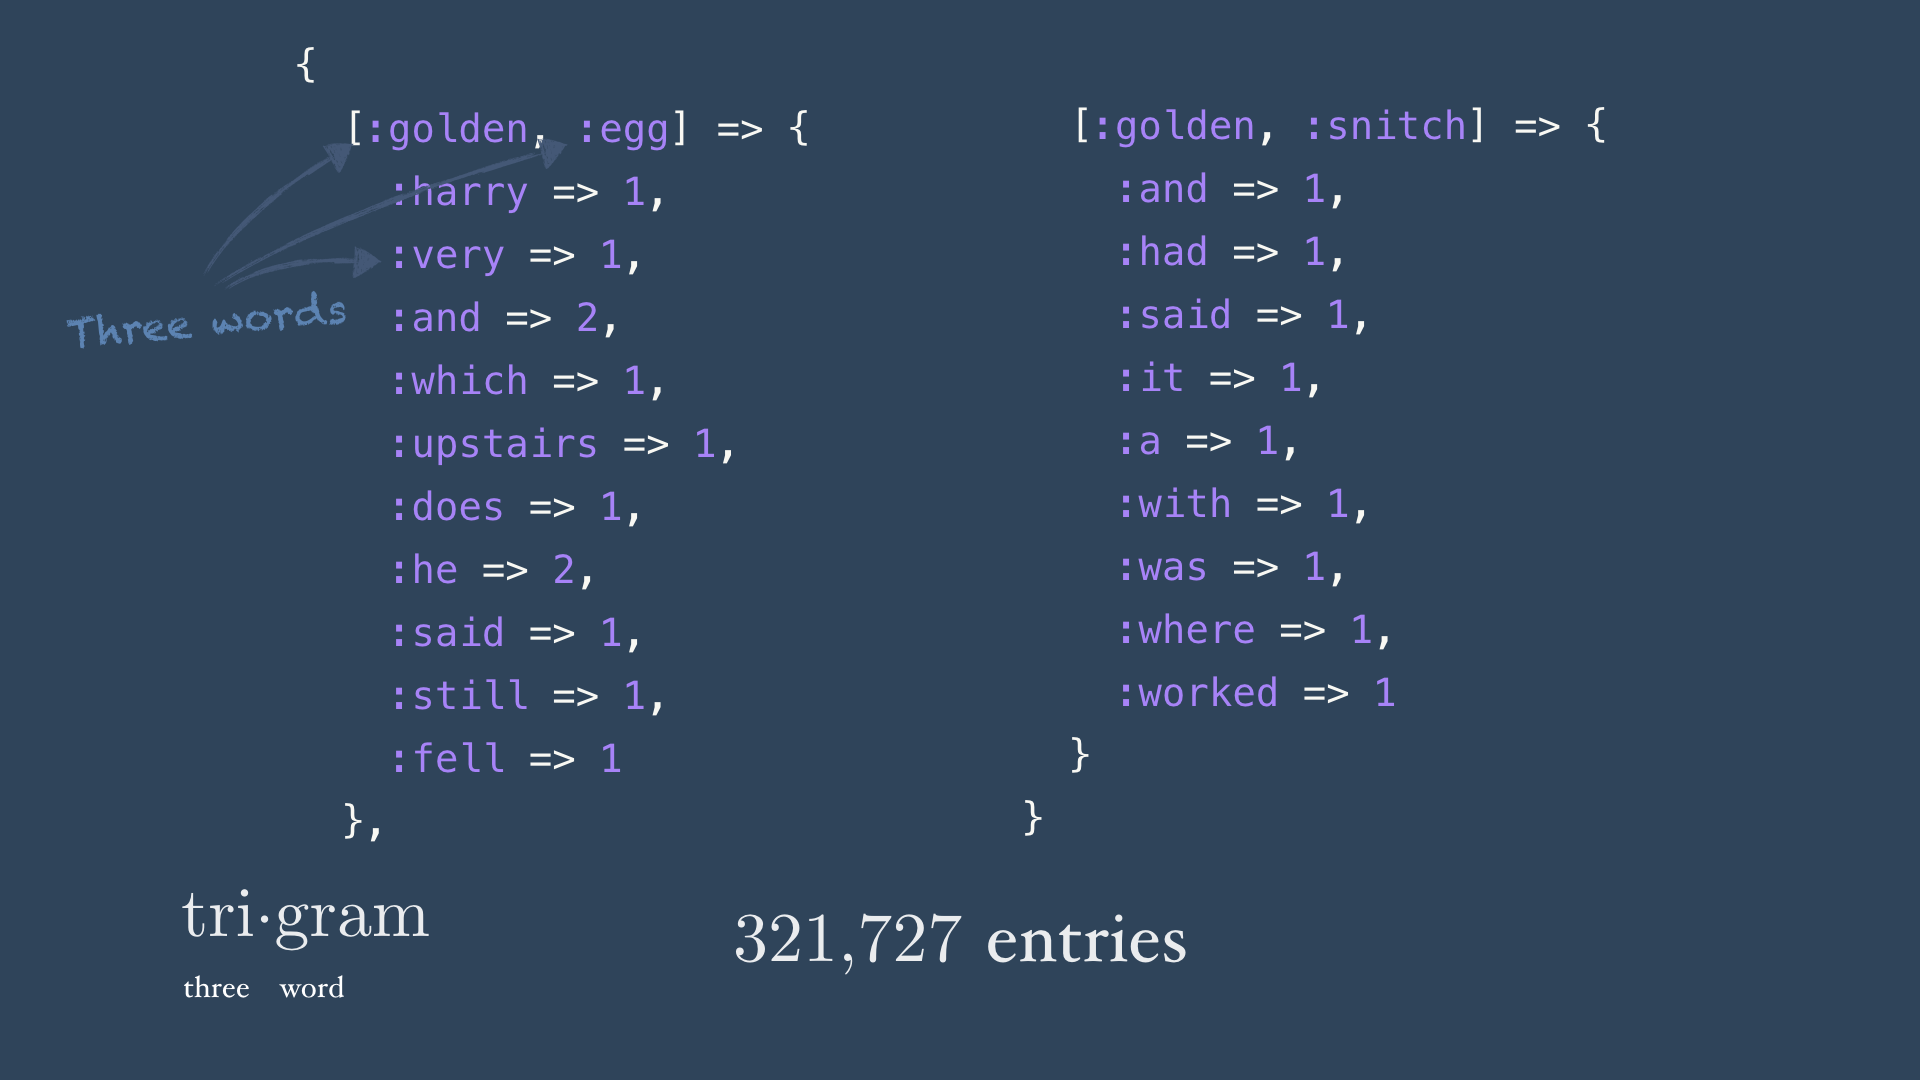 {
[:golden, :egg] => {
:harry => 1,
:very => 1,
:and => 2,
:which => 1,
:upstairs => 1,
:does => 1,
:he => 2,
:said => 1,
:still => 1,
:fell => 1
},
Three words
[:golden, :snitch] => {
:and => 1,
:had => 1,
:said => 1,
:it => 1,
:a => 1,
:with => 1,
:was => 1,
:where => 1,
:worked => 1
}
}
tri·gram
three word
321,727 entries